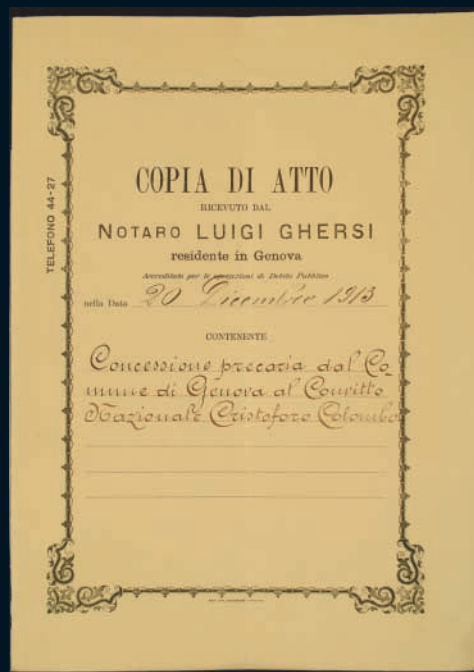 TELEFONO 44-27
COPIA DI ATTO
RICEVUTO DAL
NOTARO LUIGI GHERSI
residente in Genova
Accreditato per le operazioni di Debito Pubblico
nella Data 20 Dicembre 1913
CONTENENTE
Concessione precaria dal Co-
mune di Genova al Convitto
Nazionale Cristoforo Colombo